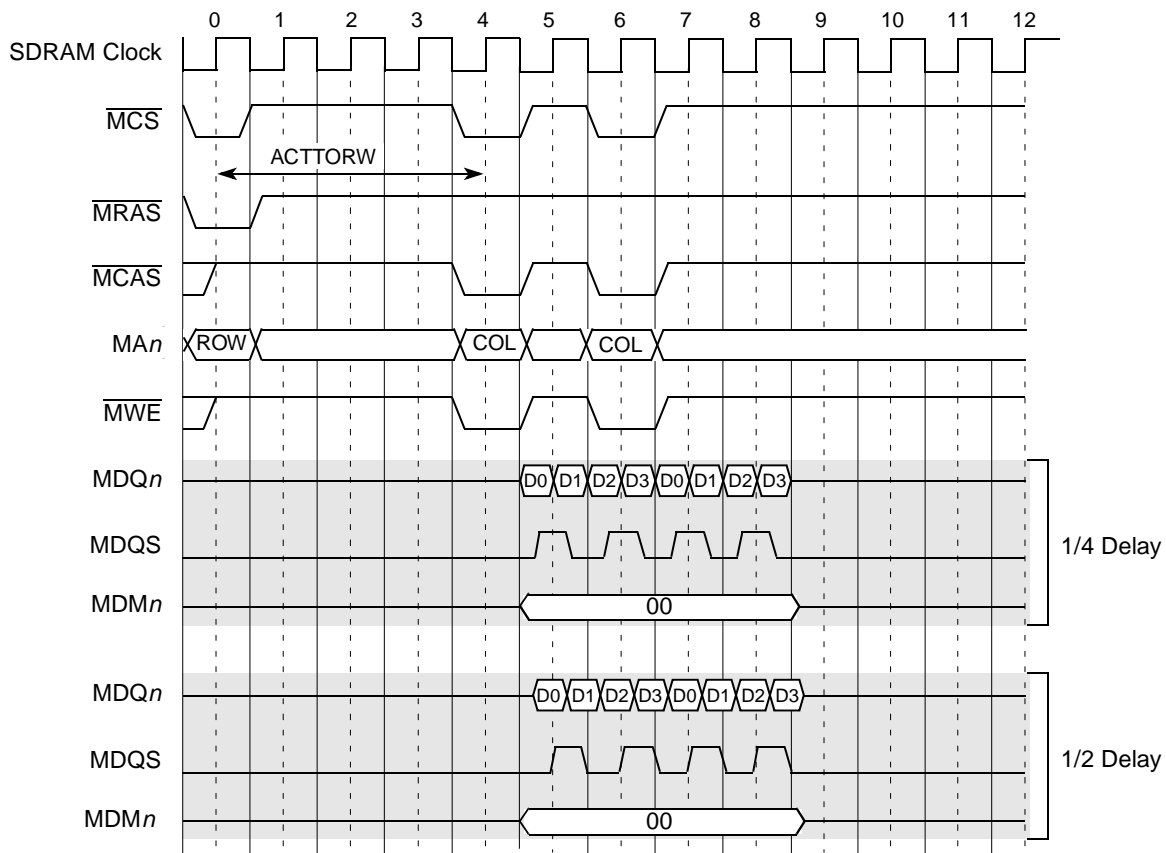 0 1 2 3 4 5 6 7 8 9 10 11 12
SDRAM Clock
MCS
ACTTORW
MRAS
MCAS
MAn ROW COL COL
MWE
MDQn D0 D1 D2 D3 D0 D1 D2 D3
MDQS
1/4 Delay
MDMn 00
MDQn D0 D1 D2 D3 D0 D1 D2 D3
MDQS
1/2 Delay
MDMn 00